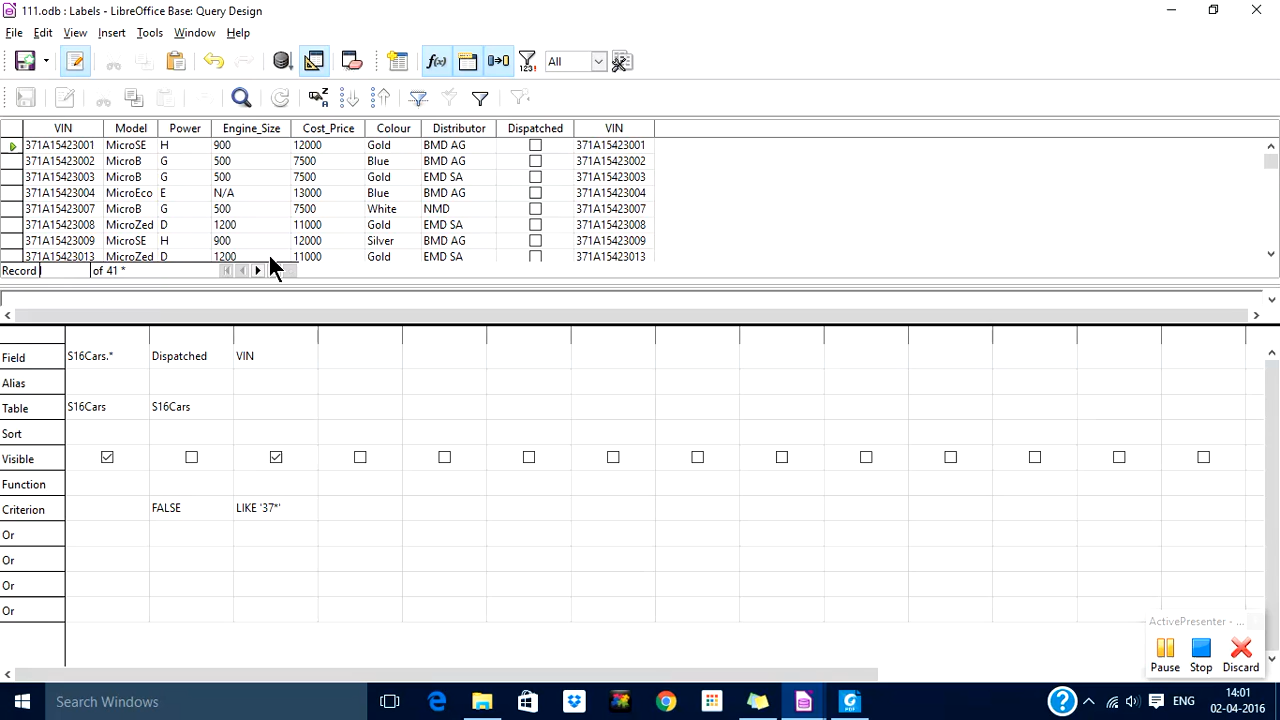 111.odb : Labels - LibreOffice Base: Query Design
File Edit View Insert Tools Window Help
f(x) 123! All
VIN Model Power Engine_Size Cost_Price Colour Distributor Dispatched VIN
371A15423001 MicroSE H 900 12000 Gold BMD AG 371A15423001
371A15423002 MicroB G 500 7500 Blue BMD AG 371A15423002
371A15423003 MicroB G 500 7500 Gold EMD SA 371A15423003
371A15423004 MicroEco E N/A 13000 Blue BMD AG 371A15423004
371A15423007 MicroB G 500 7500 White NMD 371A15423007
371A15423008 MicroZed D 1200 11000 Gold EMD SA 371A15423008
371A15423009 MicroSE H 900 12000 Silver BMD AG 371A15423009
371A15423013 MicroZed D 1200 11000 Gold EMD SA 371A15423013
Record of 41 *
Field S16Cars.* Dispatched VIN
Alias
Table S16Cars S16Cars
Sort
Visible
Function
Criterion FALSE LIKE '37*'
Or
Or
Or
Or
ActivePresenter - ...
Pause Stop Discard
Search Windows ENG 14:01
02-04-2016